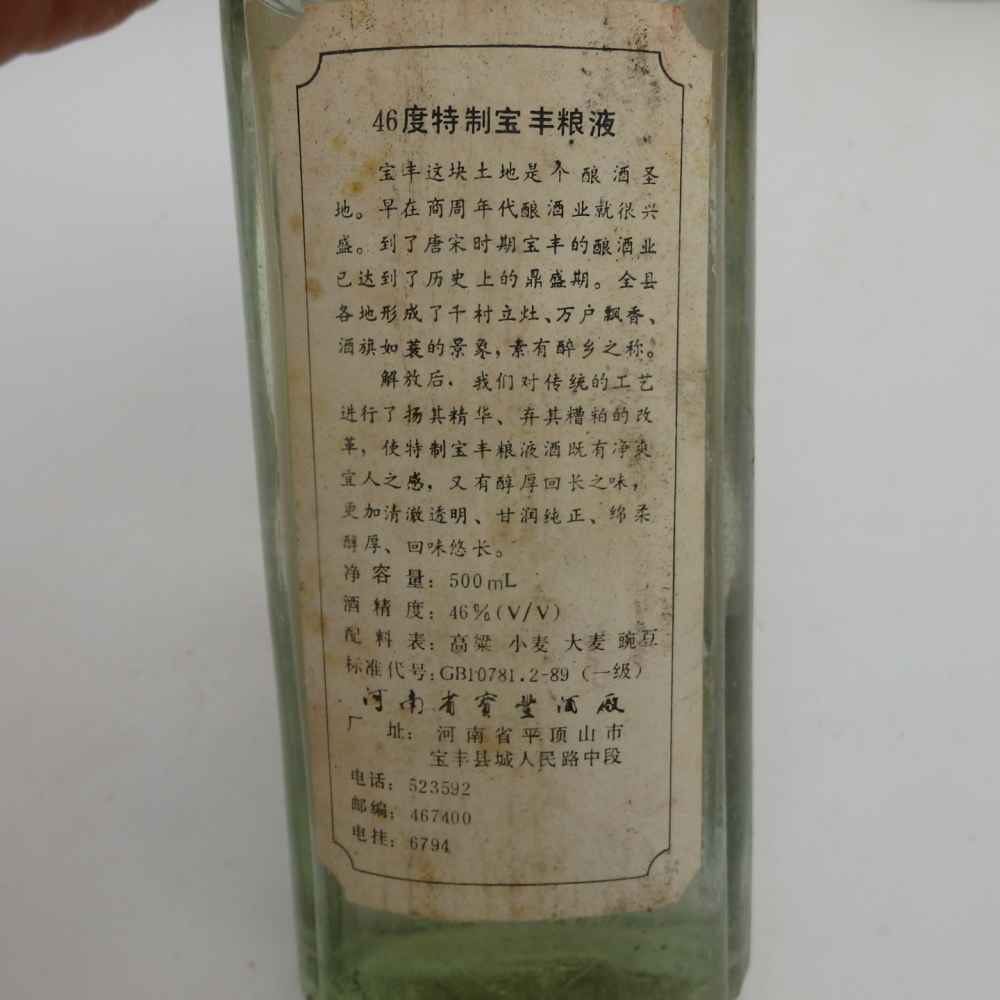 46度特制宝丰粮液
宝丰这块土地是个酿酒圣
地。早在商周年代酿酒业就很兴
盛。到了唐宋时期宝丰的酿酒业
已达到了历史上的鼎盛期。全县
各地形成了千村立灶、万户飘香、
酒旗如蓑的景象，素有醉乡之称。
解放后，我们对传统的工艺
进行了扬其精华、弃其糟粕的改
革，使特制宝丰粮液酒既有净爽
宜人之感，又有醇厚回长之味，
更加清澈透明、甘润纯正、绵柔
醇厚、回味悠长。
净容量：500mL
酒精度：46%(V/V)
配料表：高粱 小麦 大麦 豌豆
标准代号：GB10781.2-89（一级）
河南省寳豐酒厰
厂址：河南省平顶山市
宝丰县城人民路中段
电话：523592
邮编：467400
电挂：6794